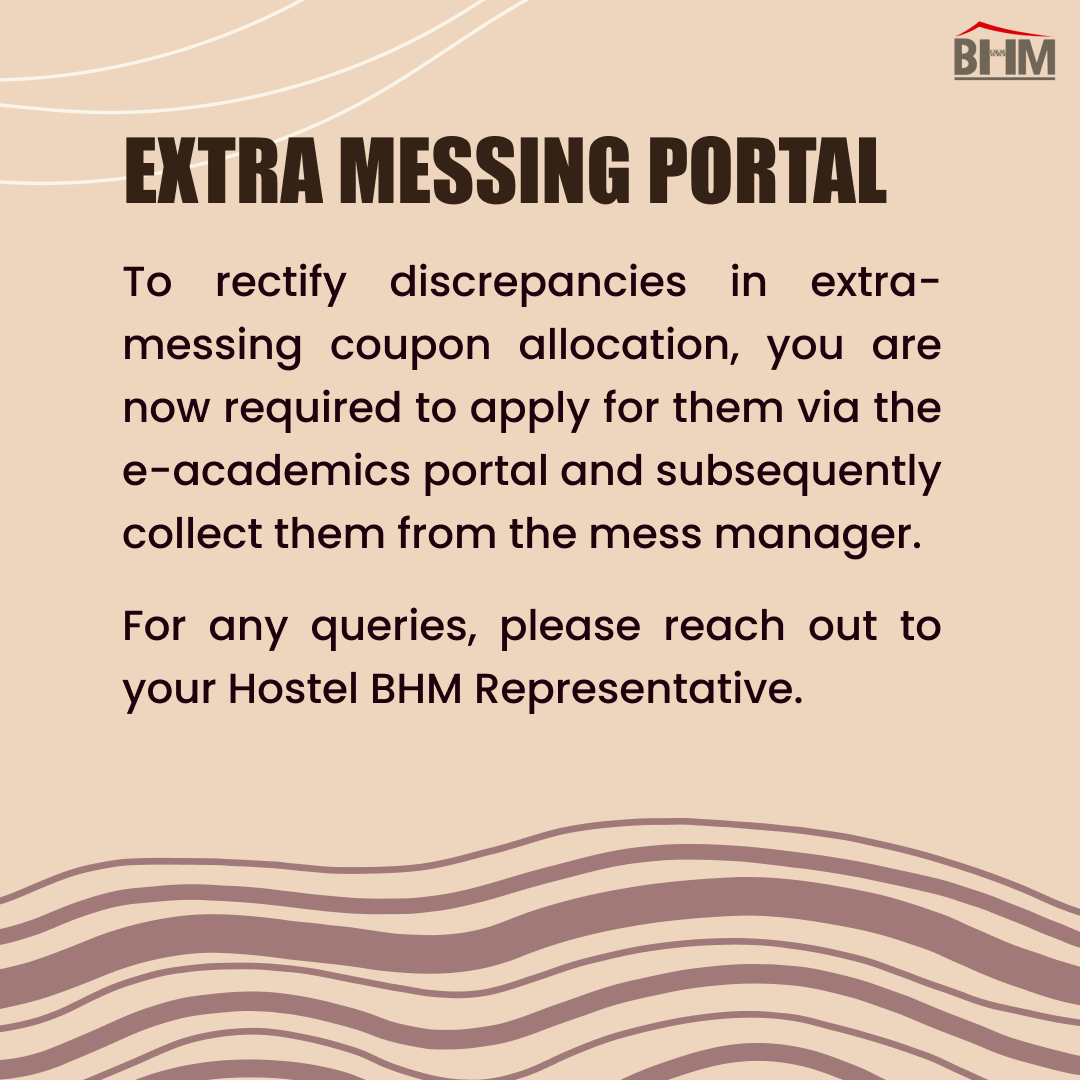 BHM
EXTRA MESSING PORTAL
To rectify discrepancies in extra-
messing coupon allocation, you are
now required to apply for them via the
e-academics portal and subsequently
collect them from the mess manager.
For any queries, please reach out to
your Hostel BHM Representative.